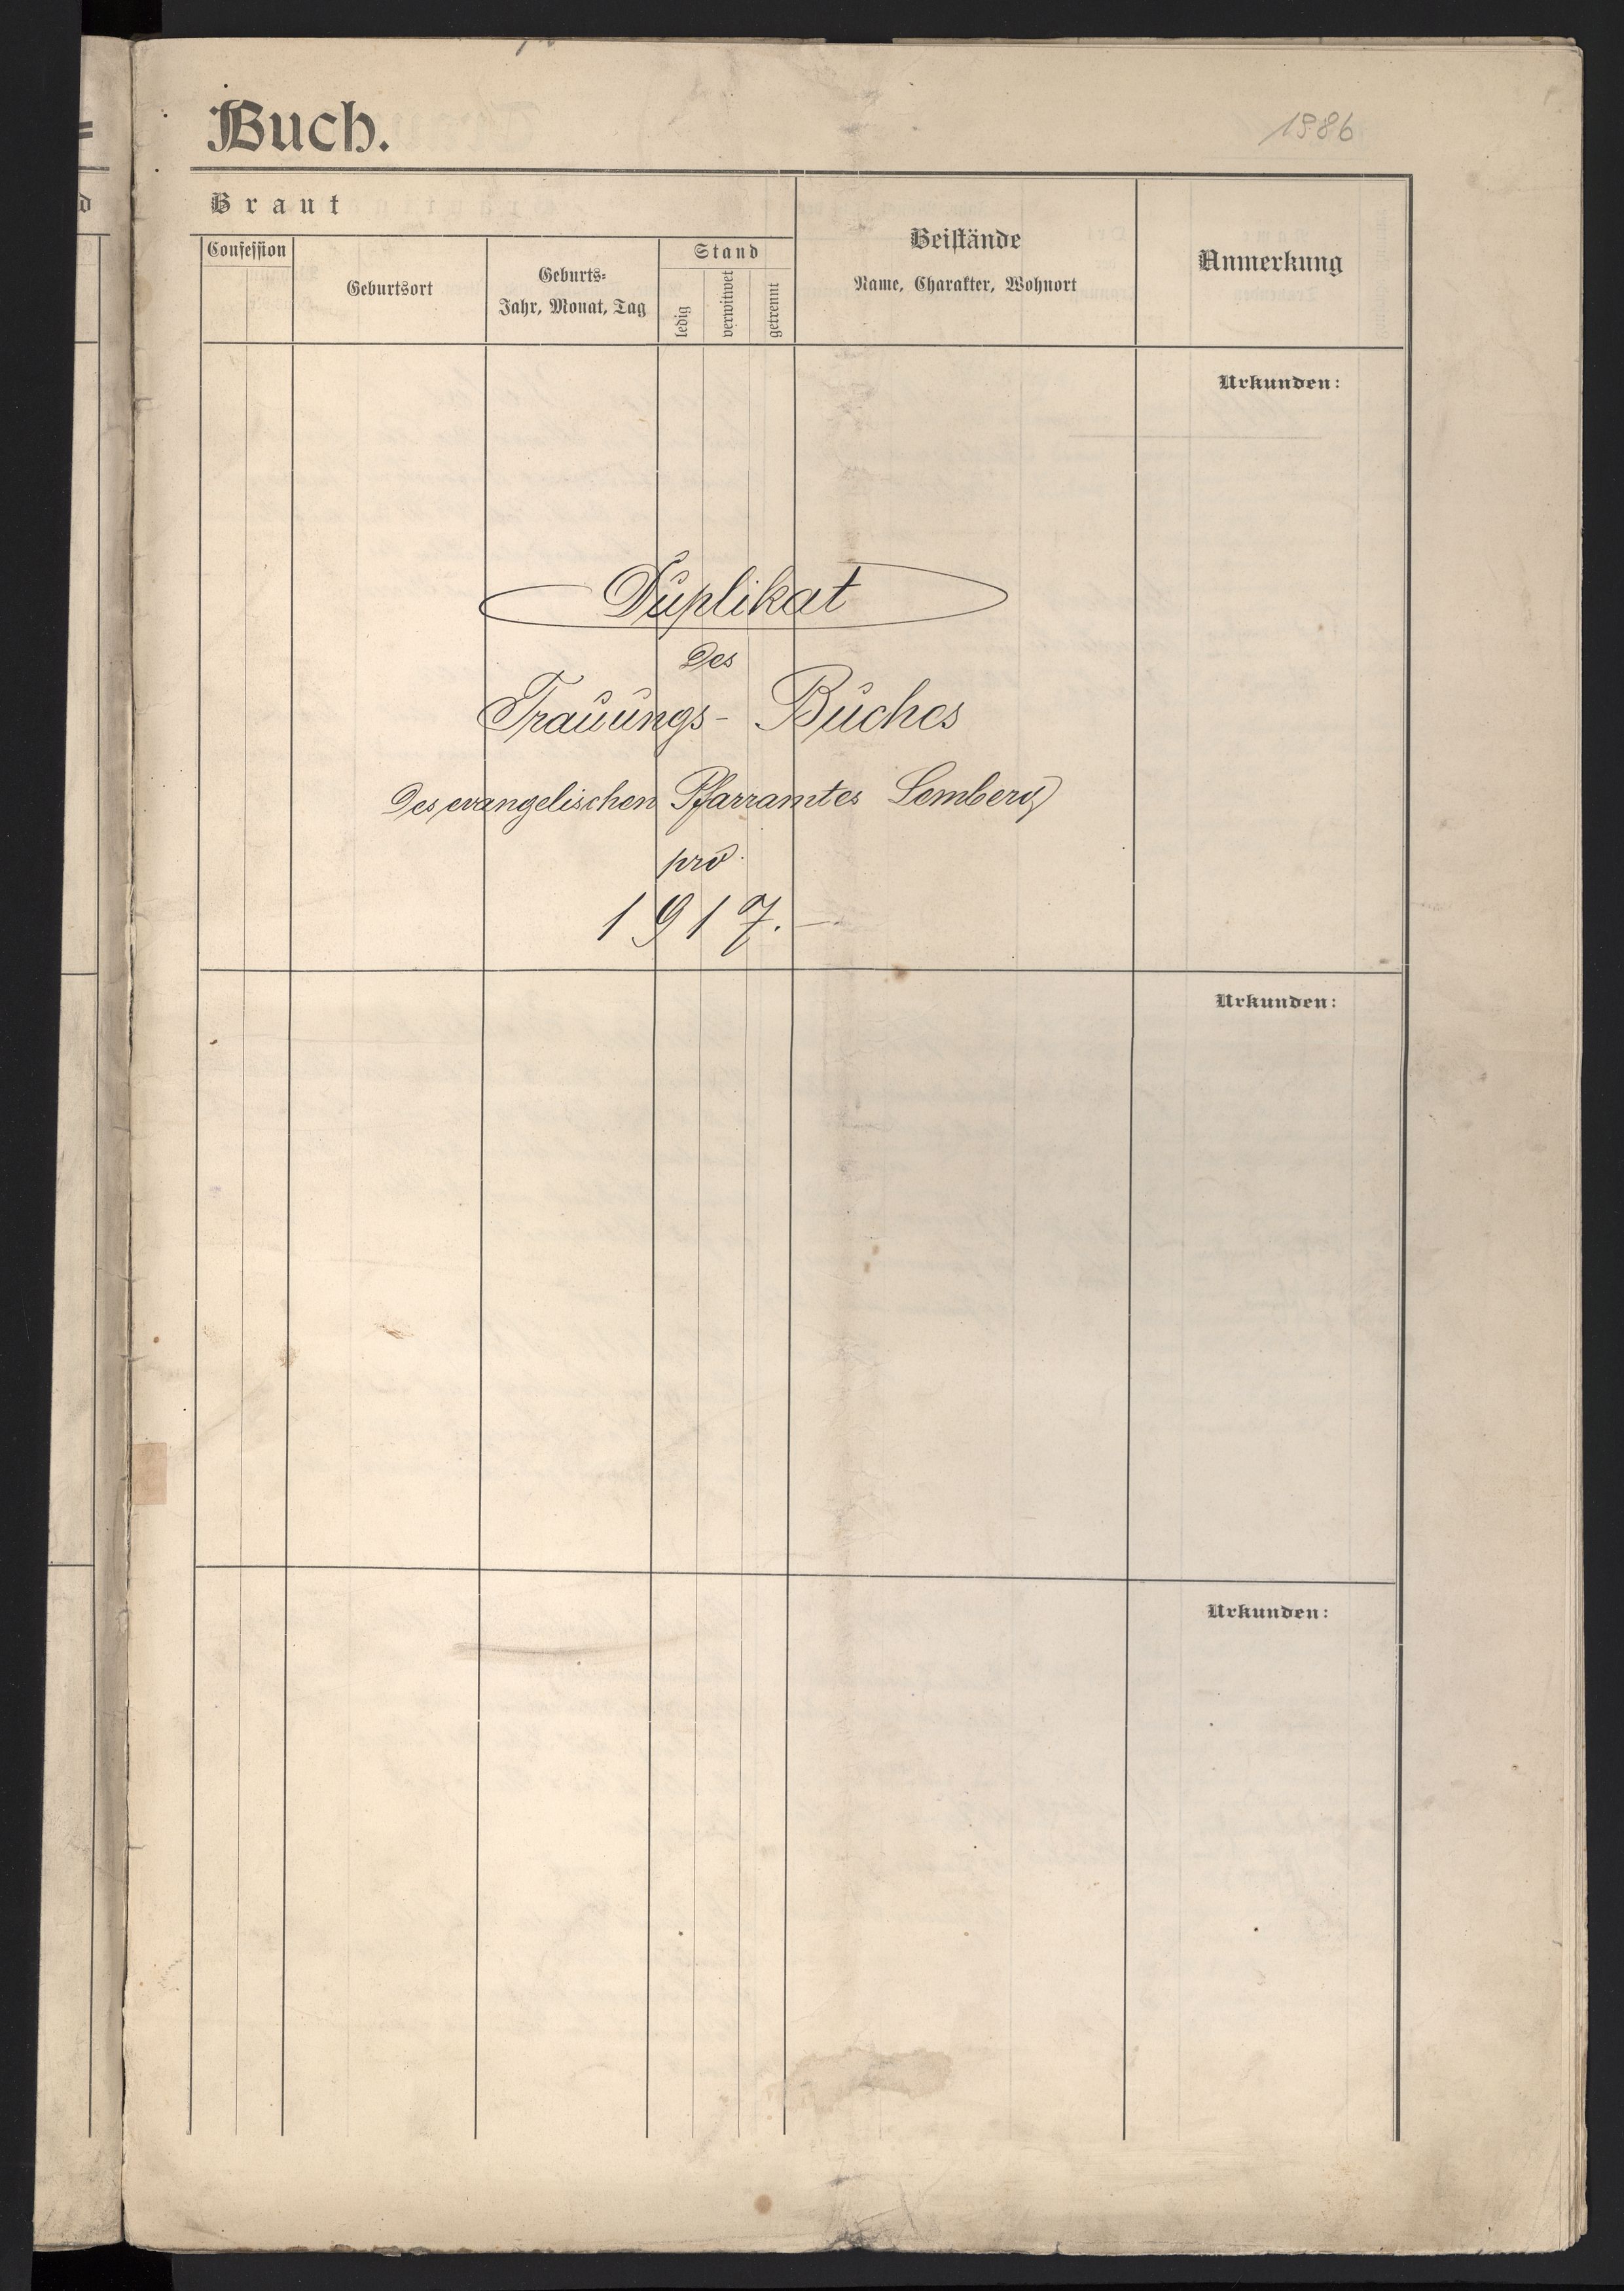 Buch.
1986
Braut
Confession
Geburtsort
Geburts-
Jahr, Monat, Tag
Stand
ledig
verwitwet
getrennt
Beistände
Name, Charakter, Wohnort
Anmerkung
Urkunden:
Duplikat
des
Trauungs- Buches
des evangelischen Pfarramtes Lemberg
pro
1917.—
Urkunden:
Urkunden: